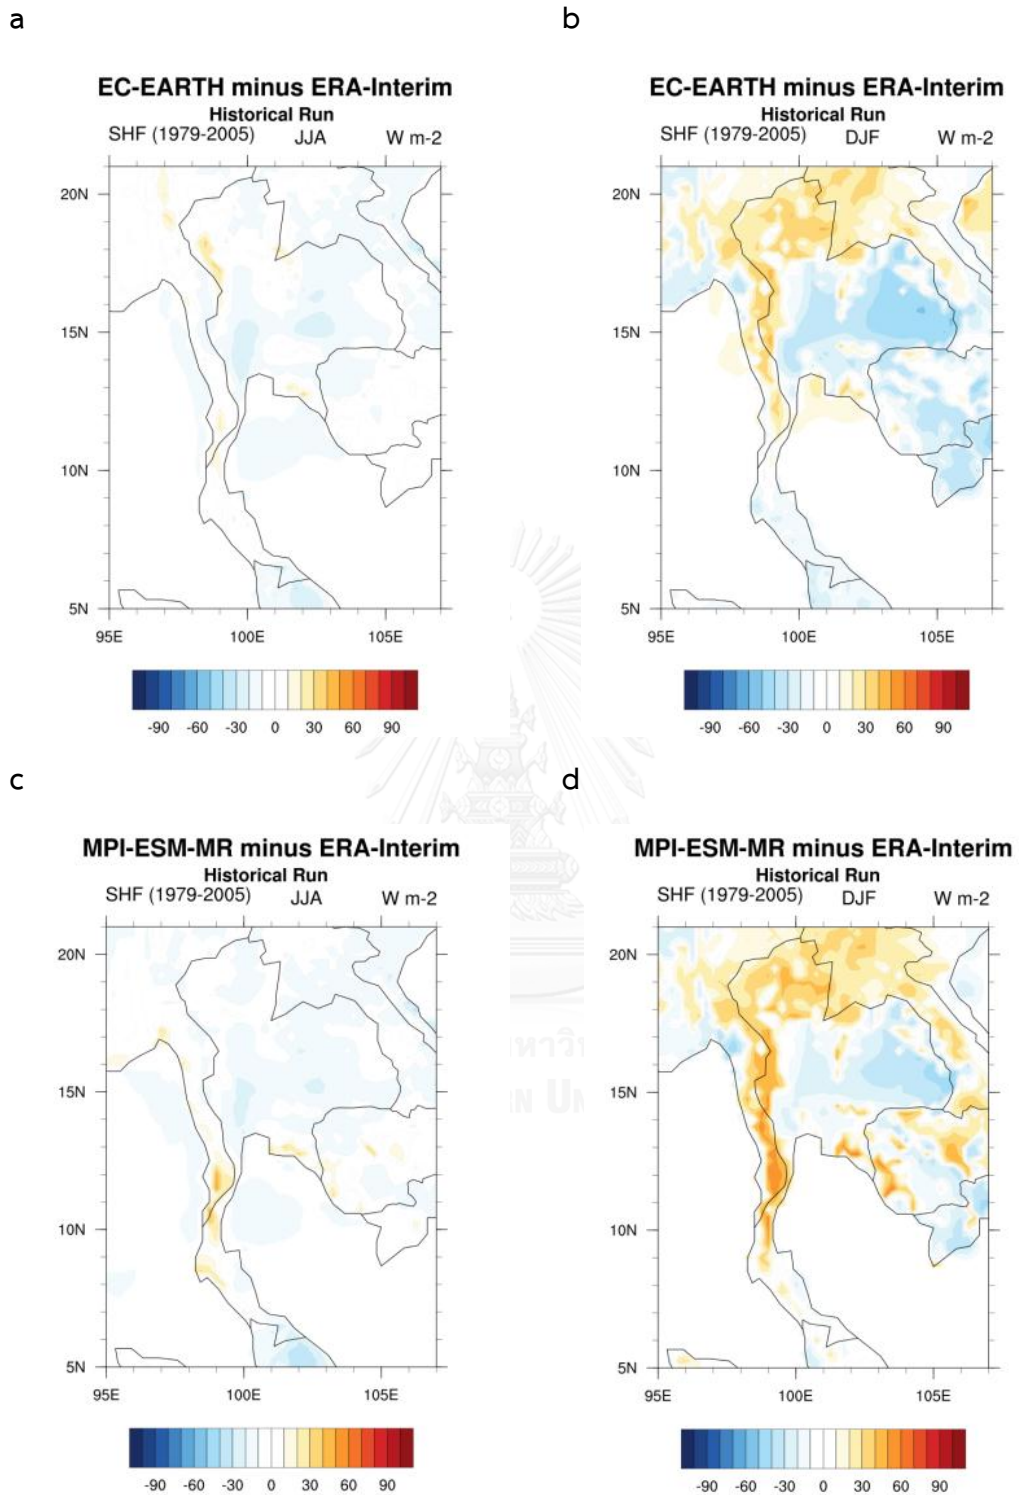 a
EC-EARTH minus ERA-Interim
Historical Run
SHF (1979-2005) JJA W m-2
20N
15N
10N
5N
95E 100E 105E
-90 -60 -30 0 30 60 90
b
EC-EARTH minus ERA-Interim
Historical Run
SHF (1979-2005) DJF W m-2
20N
15N
10N
5N
95E 100E 105E
-90 -60 -30 0 30 60 90
c
MPI-ESM-MR minus ERA-Interim
Historical Run
SHF (1979-2005) JJA W m-2
20N
15N
10N
5N
95E 100E 105E
-90 -60 -30 0 30 60 90
d
MPI-ESM-MR minus ERA-Interim
Historical Run
SHF (1979-2005) DJF W m-2
20N
15N
10N
5N
95E 100E 105E
-90 -60 -30 0 30 60 90